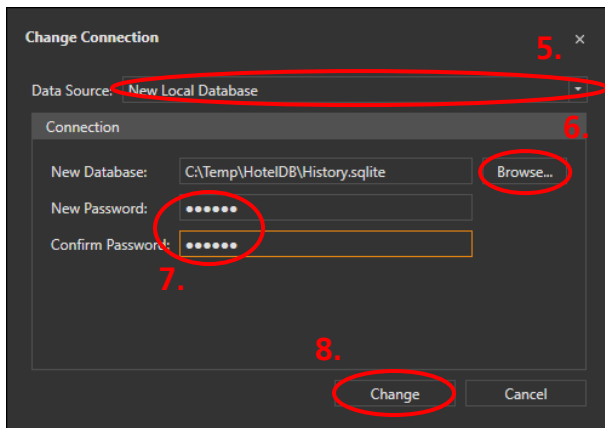 Change Connection
5.
Data Source: New Local Database
Connection
6.
New Database: C:\Temp\HotelDB\History.sqlite Browse...
New Password: ●●●●●●
Confirm Password: ●●●●●●
7.
8.
Change Cancel